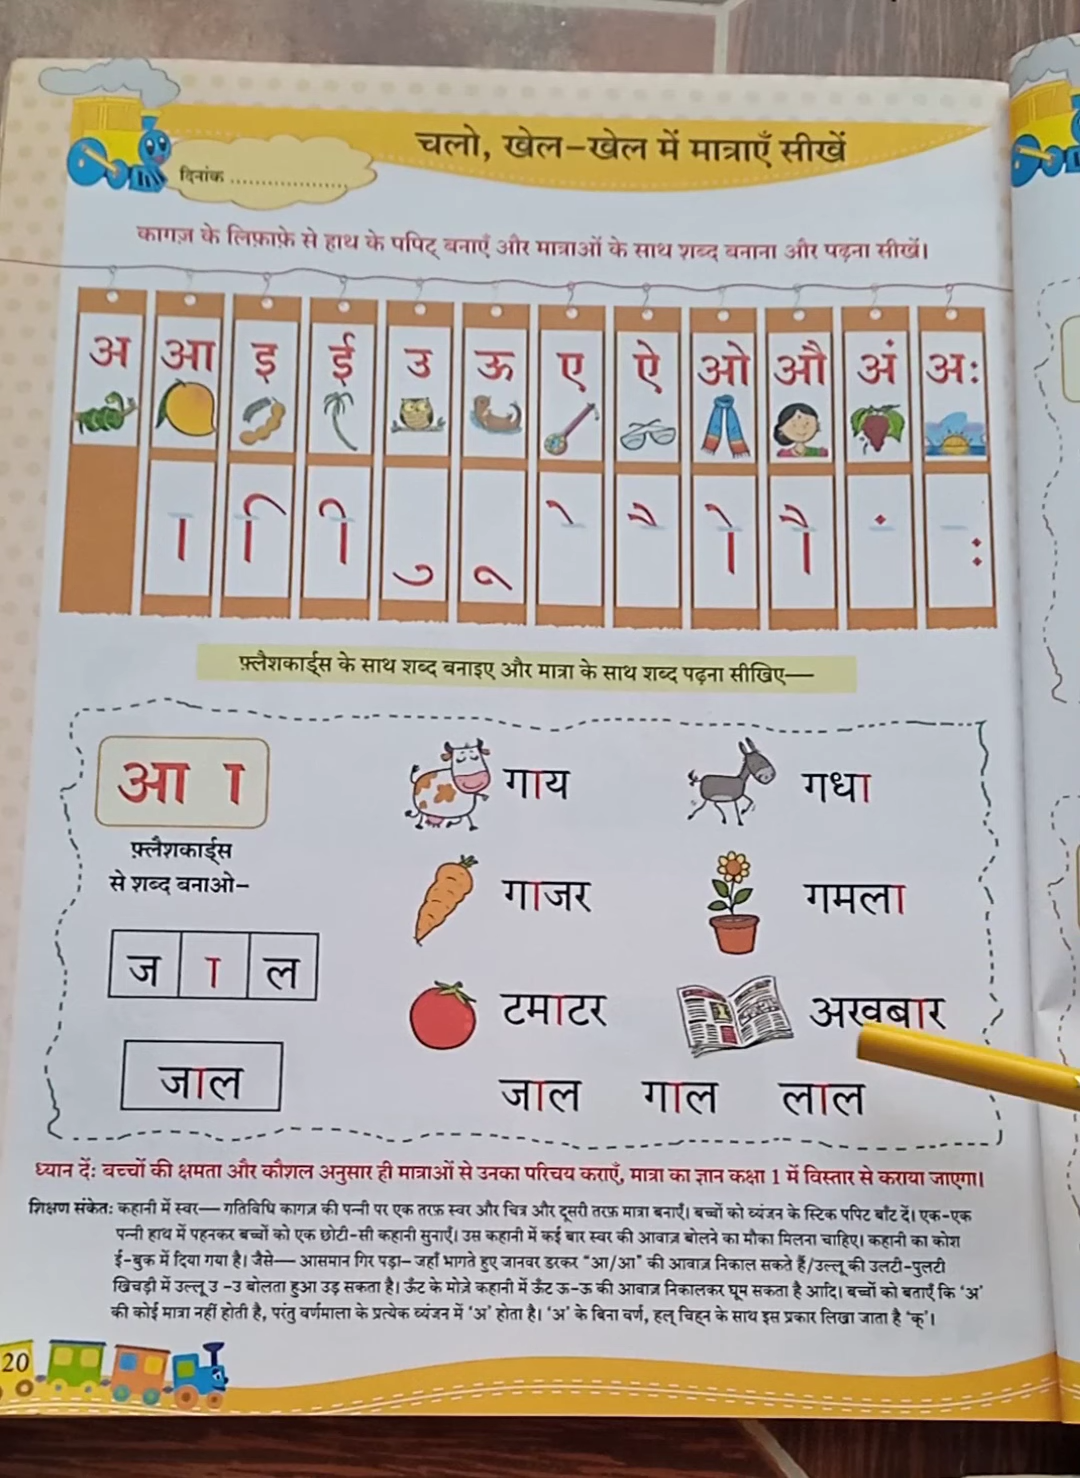 चलो, खेल-खेल में मात्राएँ सीखें
दिनांक ..................
कागज़ के लिफ़ाफ़े से हाथ के पपिट् बनाएँ और मात्राओं के साथ शब्द बनाना और पढ़ना सीखें।
अ आ इ ई उ ऊ ए ऐ ओ औ अं अः
ा ि ी ु ू े ै ो ौ ं ः
फ़्लैशकार्ड्स के साथ शब्द बनाइए और मात्रा के साथ शब्द पढ़ना सीखिए—
आ ा
फ़्लैशकार्ड्स
से शब्द बनाओ-
ज ा ल
जाल
गाय गधा
गाजर गमला
टमाटर अखबार
जाल गाल लाल
ध्यान दें: बच्चों की क्षमता और कौशल अनुसार ही मात्राओं से उनका परिचय कराएँ, मात्रा का ज्ञान कक्षा 1 में विस्तार से कराया जाएगा।
शिक्षण संकेत: कहानी में स्वर— गतिविधि कागज़ की पन्नी पर एक तरफ़ स्वर और चित्र और दूसरी तरफ़ मात्रा बनाएँ। बच्चों को व्यंजन के स्टिक पपिट बाँट दें। एक-एक
पन्नी हाथ में पहनकर बच्चों को एक छोटी-सी कहानी सुनाएँ। उस कहानी में कई बार स्वर की आवाज़ बोलने का मौका मिलना चाहिए। कहानी का कोश
ई-बुक में दिया गया है। जैसे— आसमान गिर पड़ा– जहाँ भागते हुए जानवर डरकर “आ/आ” की आवाज़ निकाल सकते हैं/उल्लू की उलटी-पुलटी
खिचड़ी में उल्लू उ -उ बोलता हुआ उड़ सकता है। ऊँट के मोज़े कहानी में ऊँट ऊ-ऊ की आवाज़ निकालकर घूम सकता है आदि। बच्चों को बताएँ कि ‘अ’
की कोई मात्रा नहीं होती है, परंतु वर्णमाला के प्रत्येक व्यंजन में ‘अ’ होता है। ‘अ’ के बिना वर्ण, हल् चिह्न के साथ इस प्रकार लिखा जाता है ‘क्’।
20